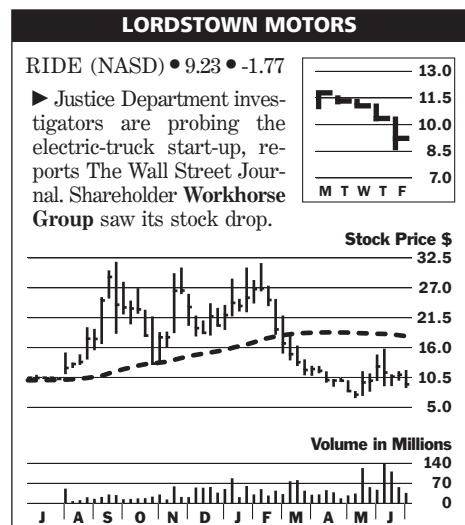 LORDSTOWN MOTORS
RIDE (NASD) ● 9.23 ● -1.77
▶ Justice Department inves-
tigators are probing the
electric-truck start-up, re-
ports The Wall Street Jour-
nal. Shareholder Workhorse
Group saw its stock drop.
13.0
11.5
10.0
8.5
7.0
M T W T F
Stock Price $
32.5
27.0
21.5
16.0
10.5
5.0
Volume in Millions
140
70
0
J A S O N D J F M A M J